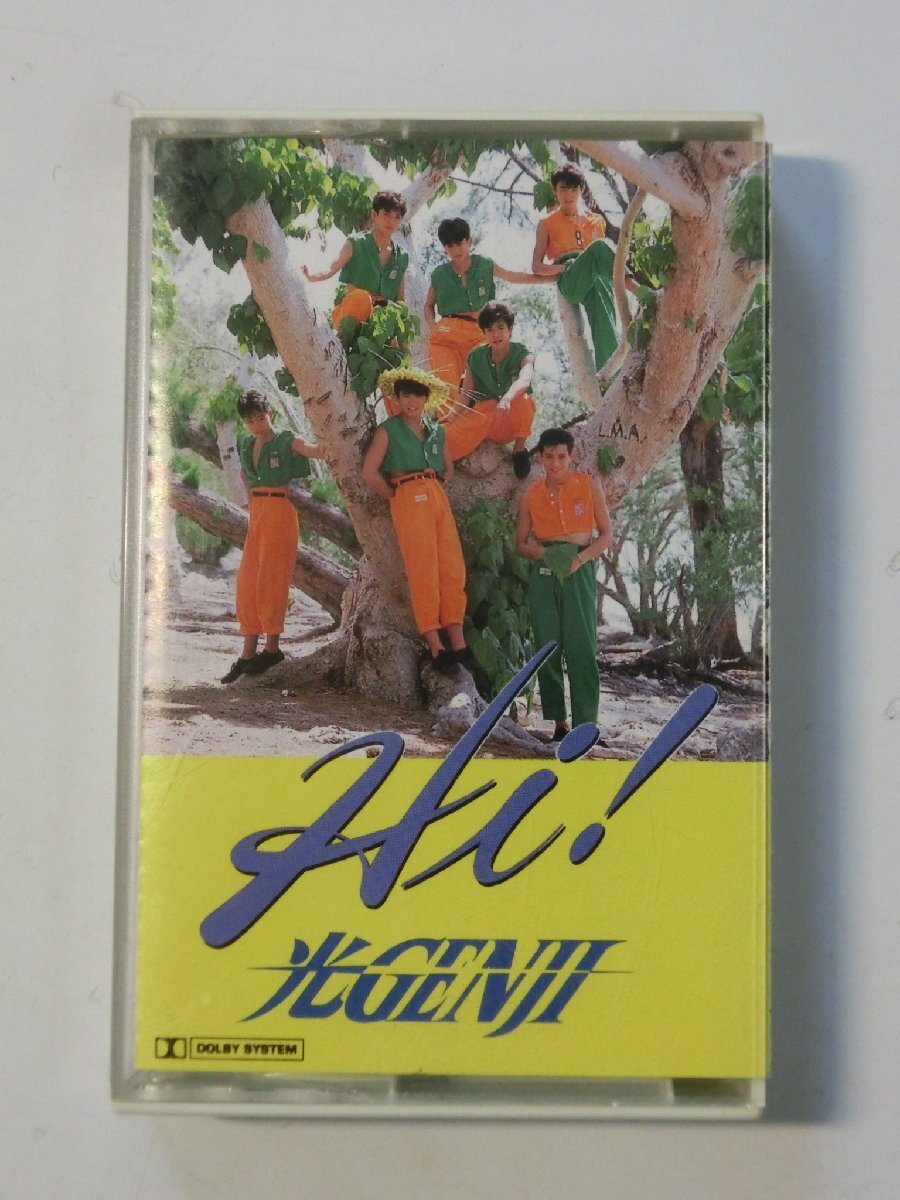 L.M.A.
Hi!
光GENJI
DOLBY SYSTEM